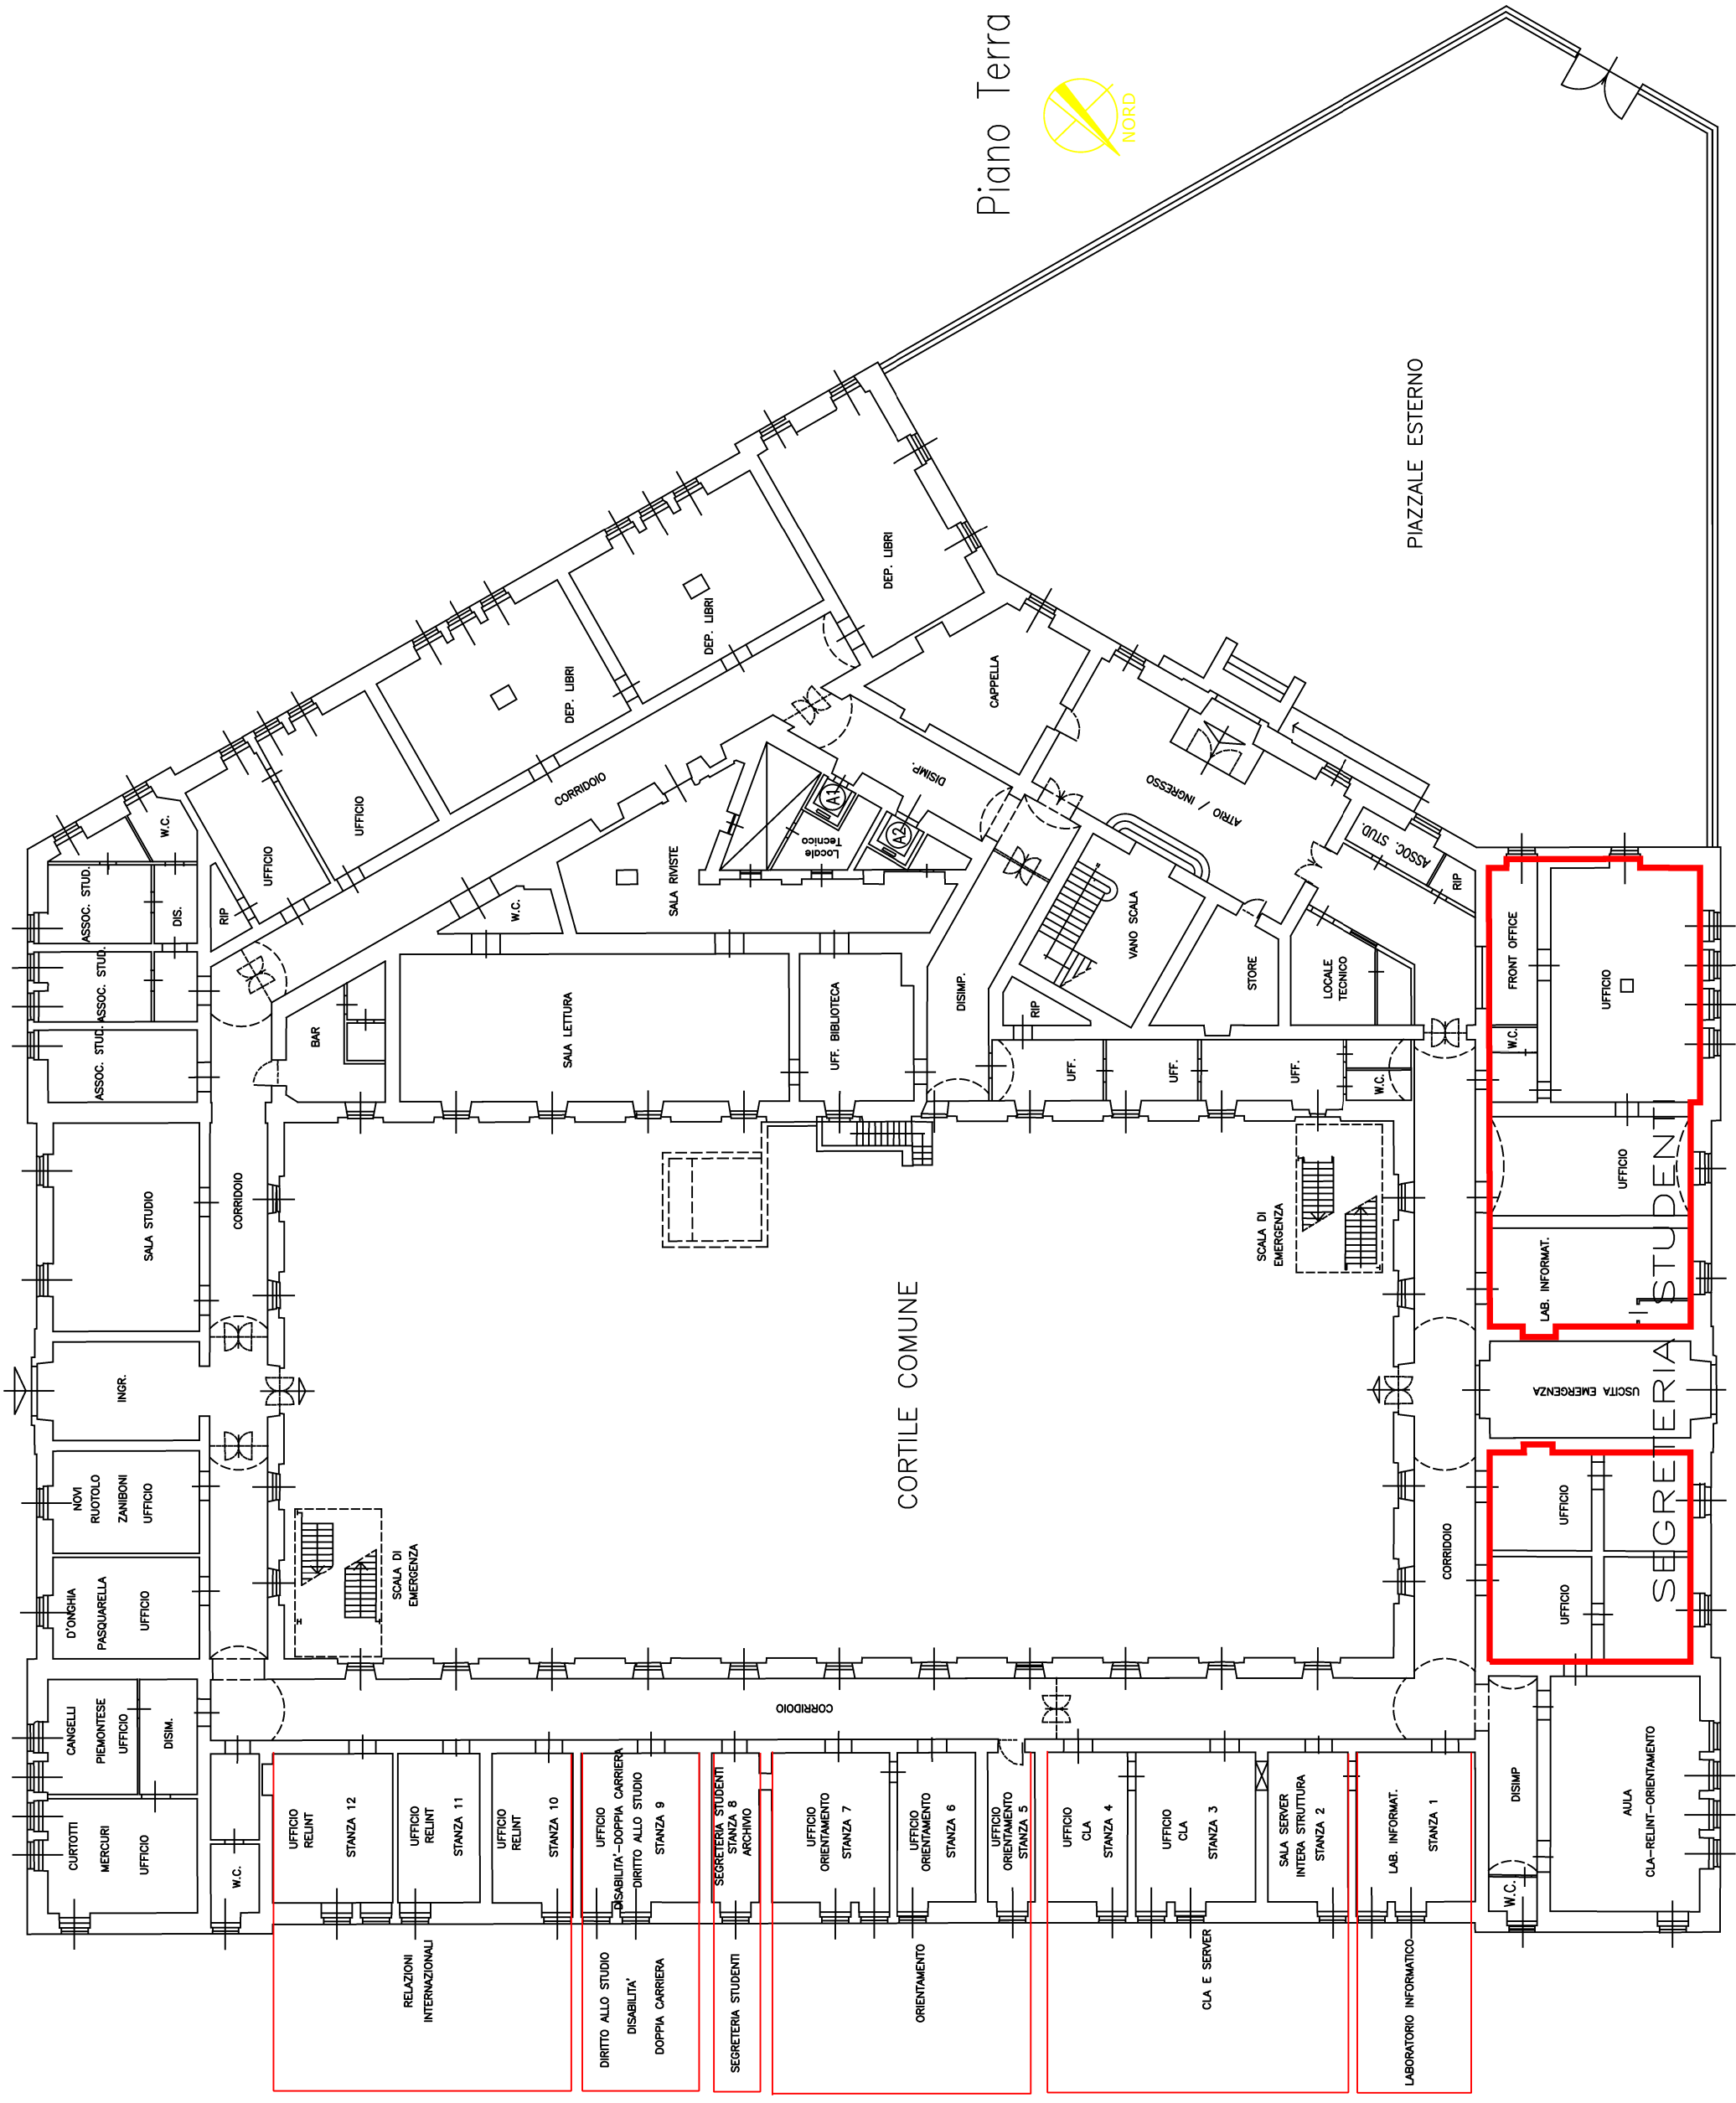 Piano Terra
NORD
PIAZZALE ESTERNO
DEP. LIBRI
DEP. LIBRI
DEP. LIBRI
CAPPELLA
UFFICIO
UFFICIO
CORRIDOIO
W.C.
ASSOC. STUD.
DIS.
RIP
ASSOC. STUD.
ASSOC. STUD.
DISIMP.
A1
A2
Locale
Tecnico
SALA RIVISTE
W.C.
ATRIO / INGRESSO
ASSOC. STUD.
RIP
VANO SCALA
STORE
LOCALE
TECNICO
BAR
SALA LETTURA
UFF. BIBLIOTECA
DISIMP.
RIP
UFF.
UFF.
UFF.
W.C.
FRONT OFFICE
W.C.
UFFICIO
UFFICIO
LAB. INFORMAT.
SEGRETERIA STUDENTI
USCITA EMERGENZA
UFFICIO
UFFICIO
SALA STUDIO
CORRIDOIO
INGR.
NOVI
RUOTOLO
ZANIBONI
UFFICIO
D'ONGHIA
PASQUARELLA
UFFICIO
SCALA DI
EMERGENZA
SCALA DI
EMERGENZA
CORTILE COMUNE
CORRIDOIO
CORRIDOIO
CANGELLI
PIEMONTESE
UFFICIO
DISIM.
CURTOTTI
MERCURI
UFFICIO
W.C.
UFFICIO
RELINT
STANZA 12
UFFICIO
RELINT
STANZA 11
UFFICIO
RELINT
STANZA 10
UFFICIO
DISABILITA'-DOPPIA CARRIERA
DIRITTO ALLO STUDIO
STANZA 9
SEGRETERIA STUDENTI
STANZA 8
ARCHIVIO
UFFICIO
ORIENTAMENTO
STANZA 7
UFFICIO
ORIENTAMENTO
STANZA 6
UFFICIO
ORIENTAMENTO
STANZA 5
UFFICIO
CLA
STANZA 4
UFFICIO
CLA
STANZA 3
SALA SERVER
INTERA STRUTTURA
STANZA 2
LAB. INFORMAT.
STANZA 1
DISIMP
W.C.
AULA
CLA-RELINT-ORIENTAMENTO
RELAZIONI
INTERNAZIONALI
DIRITTO ALLO STUDIO
DISABILITA'
DOPPIA CARRIERA
SEGRETERIA STUDENTI
ORIENTAMENTO
CLA E SERVER
LABORATORIO INFORMATICO